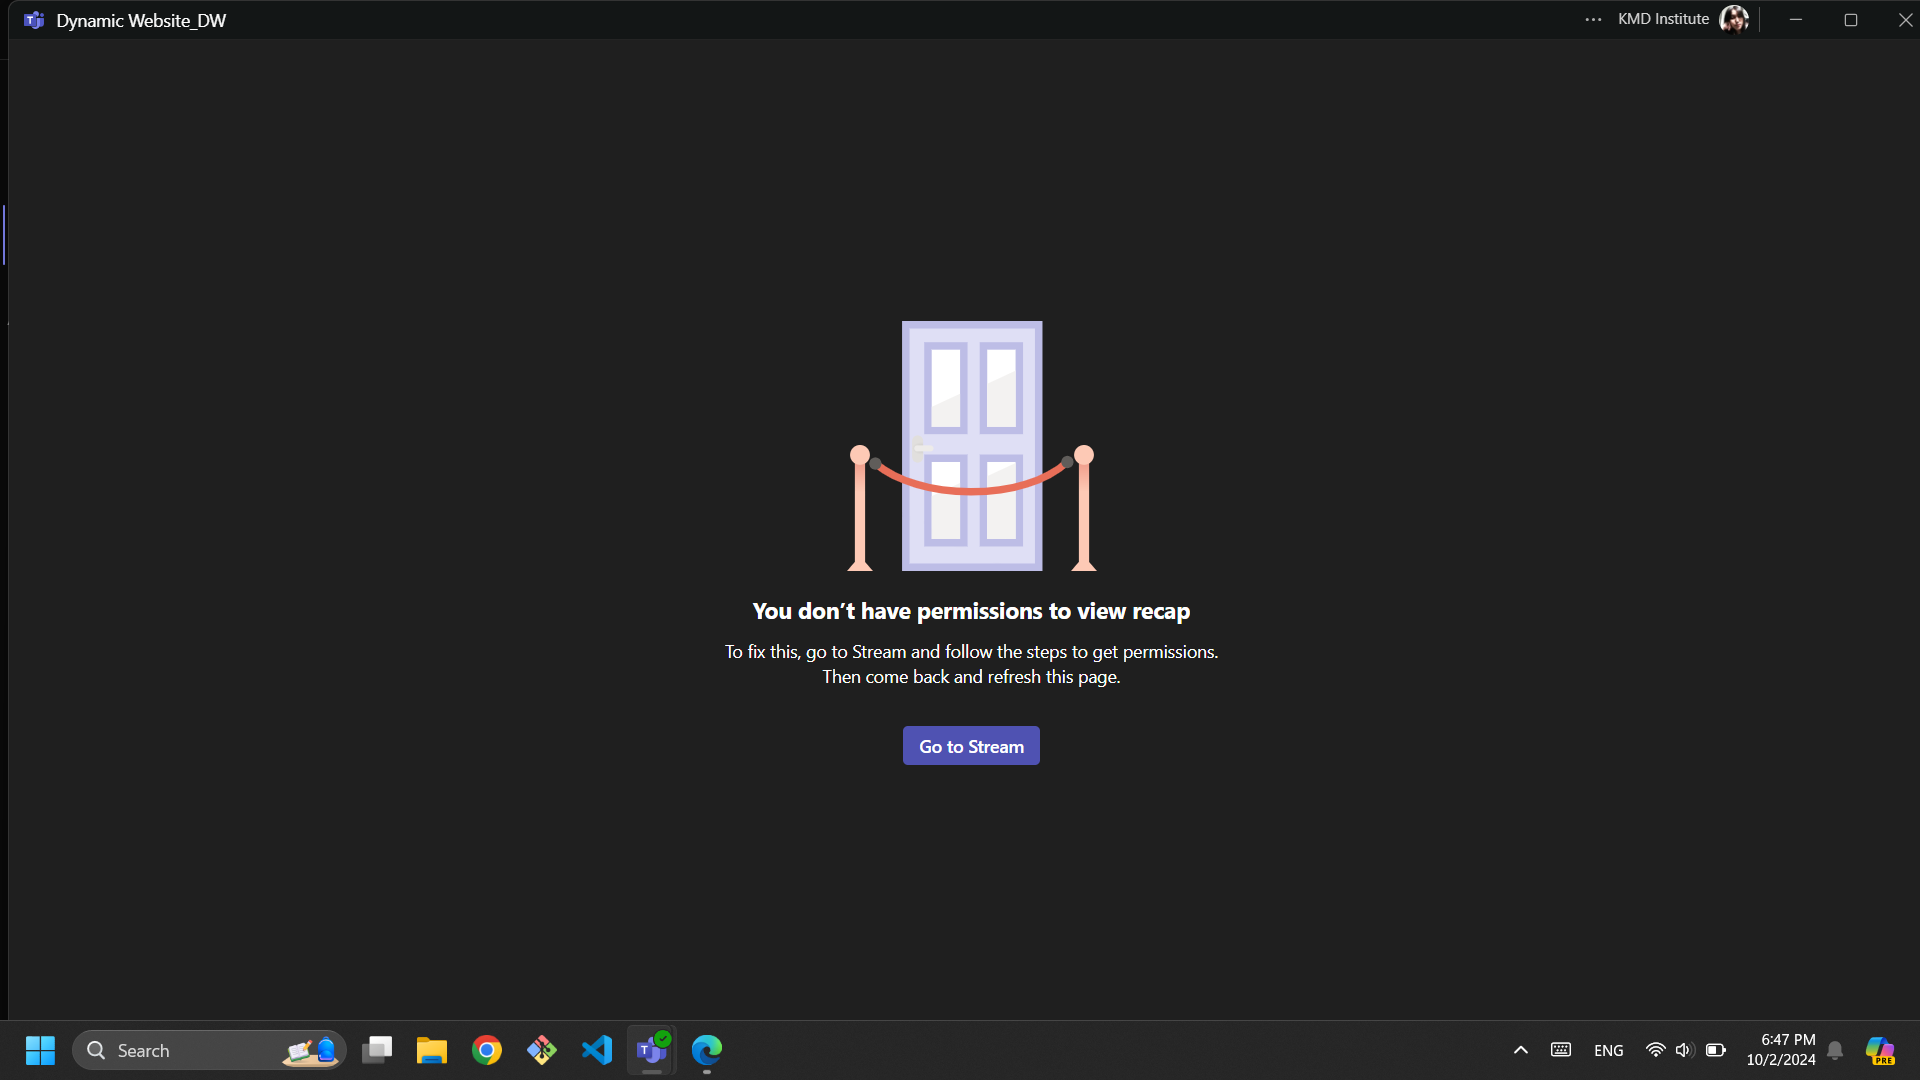 Dynamic Website_DW
KMD Institute
You don’t have permissions to view recap
To fix this, go to Stream and follow the steps to get permissions.
Then come back and refresh this page.
Go to Stream
Search
ENG
6:47 PM
10/2/2024
PRE